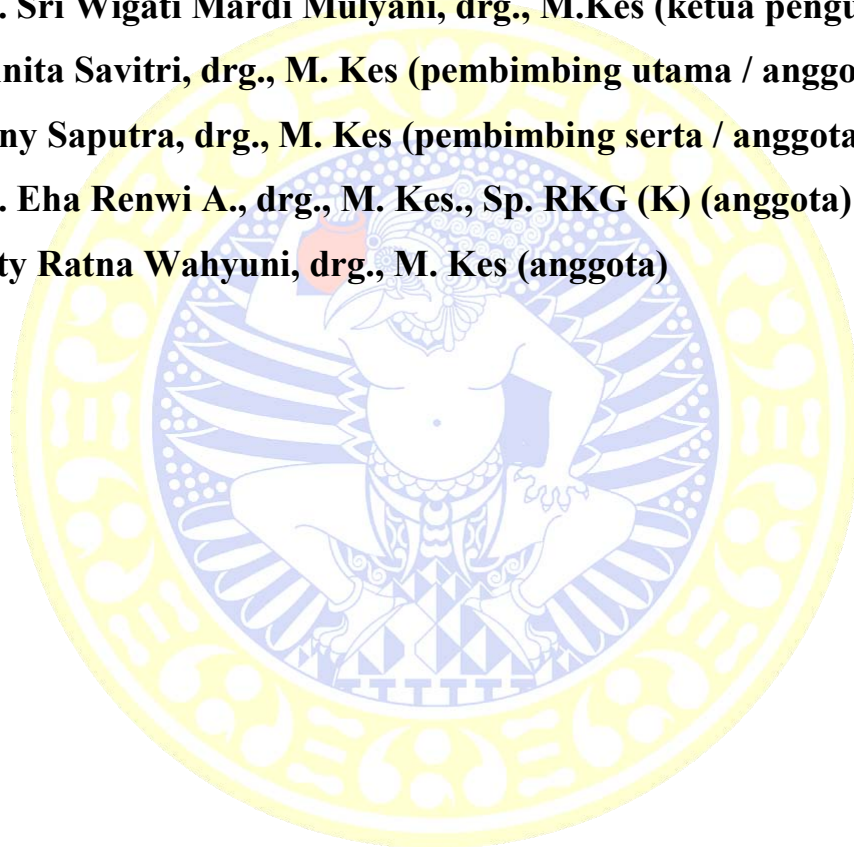 . Sri Wigati Mardi Mulyani, drg., M.Kes (ketua pengu
nita Savitri, drg., M. Kes (pembimbing utama / anggo
ny Saputra, drg., M. Kes (pembimbing serta / anggota
. Eha Renwi A., drg., M. Kes., Sp. RKG (K) (anggota)
ty Ratna Wahyuni, drg., M. Kes (anggota)